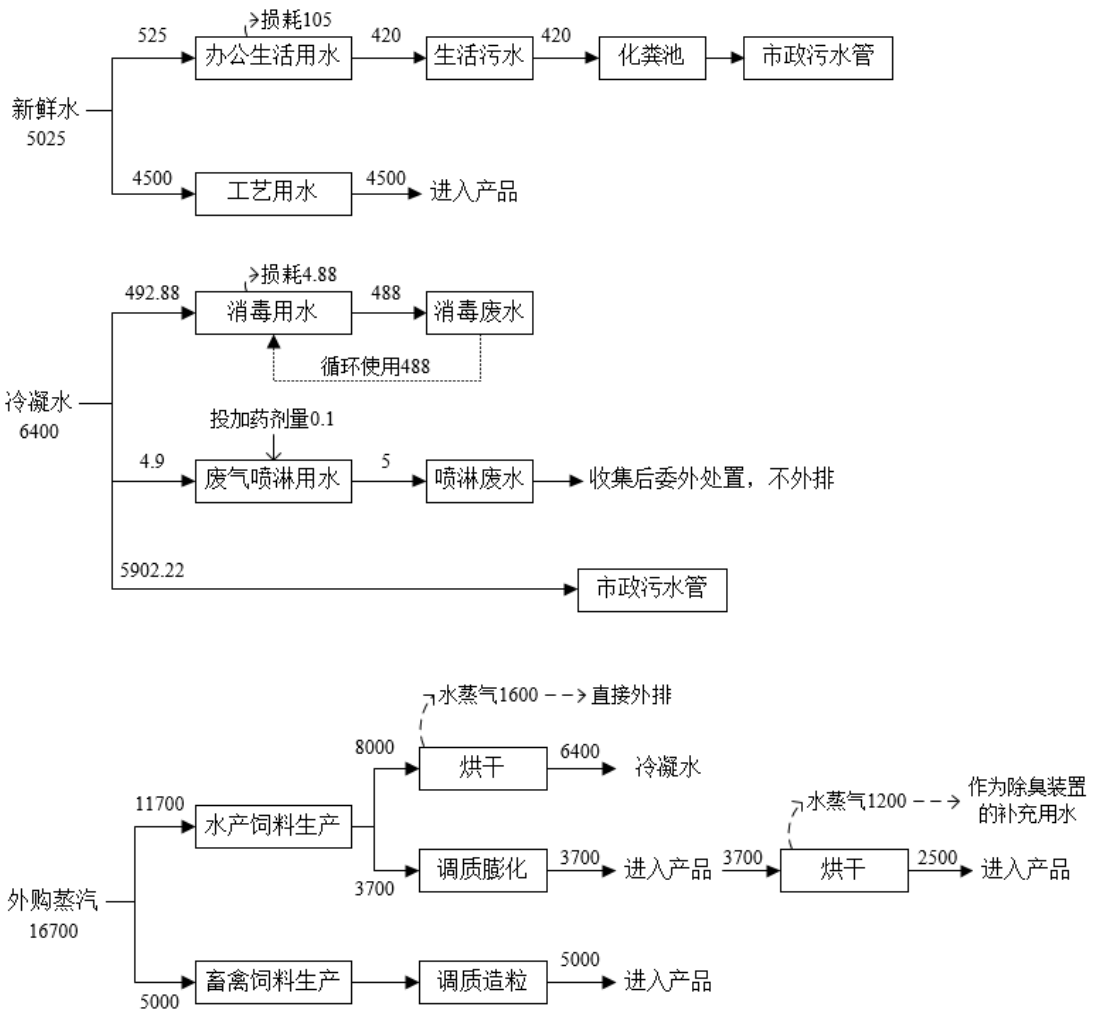 损耗105
525
办公生活用水
420
生活污水
420
化粪池
市政污水管
新鲜水
5025
4500
工艺用水
4500
进入产品
损耗4.88
492.88
消毒用水
488
消毒废水
循环使用488
冷凝水
6400
投加药剂量0.1
4.9
废气喷淋用水
5
喷淋废水
收集后委外处置，不外排
5902.22
市政污水管
水蒸气1600
直接外排
8000
烘干
6400
冷凝水
11700
水产饲料生产
水蒸气1200
作为除臭装置
的补充用水
3700
调质膨化
3700
进入产品
3700
烘干
2500
进入产品
外购蒸汽
16700
5000
畜禽饲料生产
调质造粒
5000
进入产品